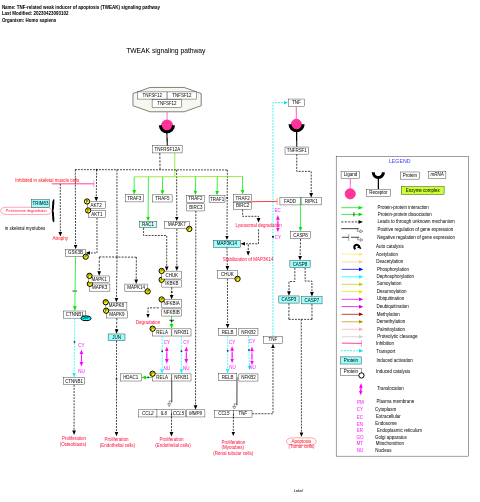 Name: TNF-related weak inducer of apoptosis (TWEAK) signaling pathway
Last Modified: 20230423093102
Organism: Homo sapiens
TWEAK signaling pathway
TNFSF12 TNFSF12
TNFSF12
TNF
TNFRSF12A
TNFRSF1
Inhibited in skeletal muscle cells
TRIM63
Proteasome degradation
in skeletal myotubes
Atrophy
AKT2
AKT1
GSK3B
TRAF3
TRAF5
TRAF2
BIRC3
TRAF1
TRAF2
BIRC2
FADD RIPK1
RAC1
MAP3K7
Lysosomal degradation
MAP3K14
Stabilization of MAP3K14
EC
CY
CASP8
CASP8
MAPK1
MAPK3
MAPK14
CHUK
IKBKB
CHUK
NFKBIA
NFKBIB
Degradation
CASP3
CASP7
MAPK8
MAPK9
CTNNB1
JUN
RELA NFKB1
RELB NFKB2
TNF
CY
NU
CY
NU
CY
NU
CY
NU
CTNNB1
HDAC1
RELA NFKB1
RELB NFKB2
CCL2 IL6 CCL5 MMP9
CCL5 TNF
Proliferation
(Osteoblasts)
Proliferation
(Endothelial cells)
Proliferation
(Endothelial cells)
Proliferation
(Myotubes)
(Renal tubular cells)
Apoptosis
(Tumor cells)
LEGEND
Ligand
Receptor
Protein
mRNA
Enzyme complex
Protein-protein interaction
Protein-protein dissociation
Leads to through unknown mechanism
Positive regulation of gene expression
Negative regulation of gene expression
Auto catalysis
Acetylation
Deacetylation
Phosphorylation
Dephosphorylation
Sumoylation
Desumoylation
Ubiquitination
Deubiquitination
Methylation
Demethylation
Palmitoylation
Proteolytic cleavage
Inhibition
Transport
Protein Induced activation
Protein Induced catalysis
Translocation
PM Plasma membrane
CY Cytoplasm
EC Extracellular
EN Endosome
ER Endoplasmic reticulum
GO Golgi apparatus
MT Mitochondrion
NU Nucleus
Label